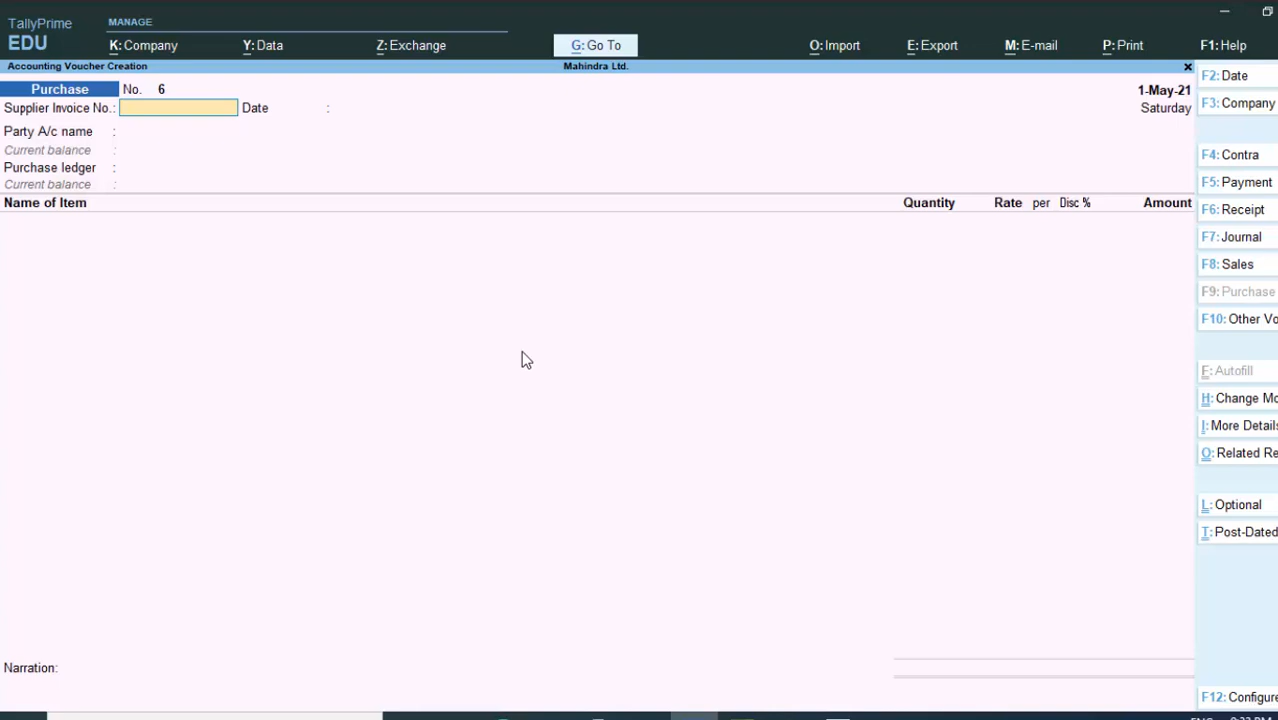 TallyPrime
EDU
MANAGE
K: Company
Y: Data
Z: Exchange
G: Go To
O: Import
E: Export
M: E-mail
P: Print
F1: Help
Accounting Voucher Creation
Mahindra Ltd.
Purchase No. 6
1-May-21
Supplier Invoice No.: Date :
Saturday
Party A/c name :
Current balance :
Purchase ledger :
Current balance :
Name of Item Quantity Rate per Disc % Amount
Narration:
F2: Date
F3: Company
F4: Contra
F5: Payment
F6: Receipt
F7: Journal
F8: Sales
F9: Purchase
F10: Other Vo
F: Autofill
H: Change Mo
I: More Details
O: Related Re
L: Optional
T: Post-Dated
F12: Configure